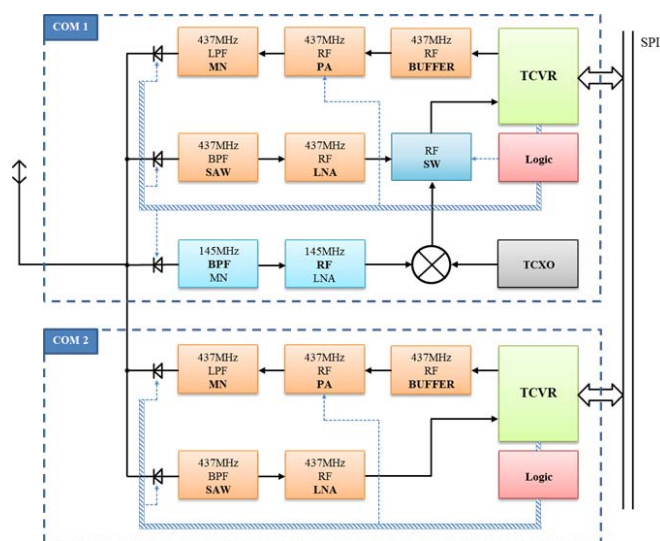 COM 1
SPI
437MHz
LPF
MN
437MHz
RF
PA
437MHz
RF
BUFFER
TCVR
437MHz
BPF
SAW
437MHz
RF
LNA
RF
SW
Logic
145MHz
BPF
MN
145MHz
RF
LNA
TCXO
COM 2
437MHz
LPF
MN
437MHz
RF
PA
437MHz
RF
BUFFER
TCVR
437MHz
BPF
SAW
437MHz
RF
LNA
Logic